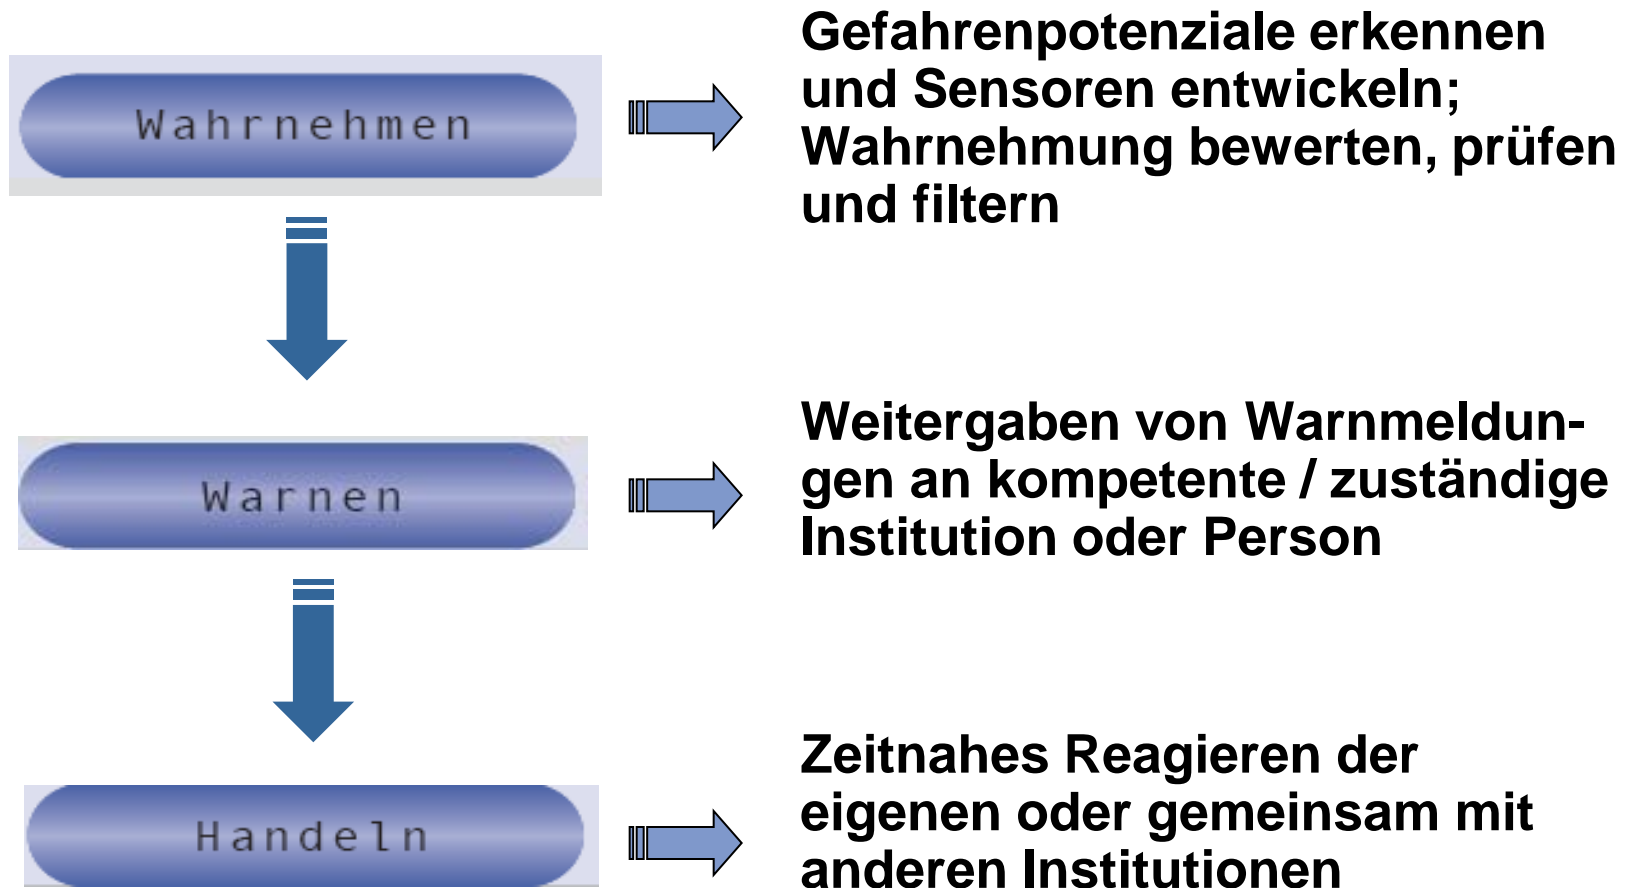 Wahrnehmen
Gefahrenpotenziale erkennen
und Sensoren entwickeln;
Wahrnehmung bewerten, prüfen
und filtern
Warnen
Weitergaben von Warnmeldun-
gen an kompetente / zuständige
Institution oder Person
Handeln
Zeitnahes Reagieren der
eigenen oder gemeinsam mit
anderen Institutionen